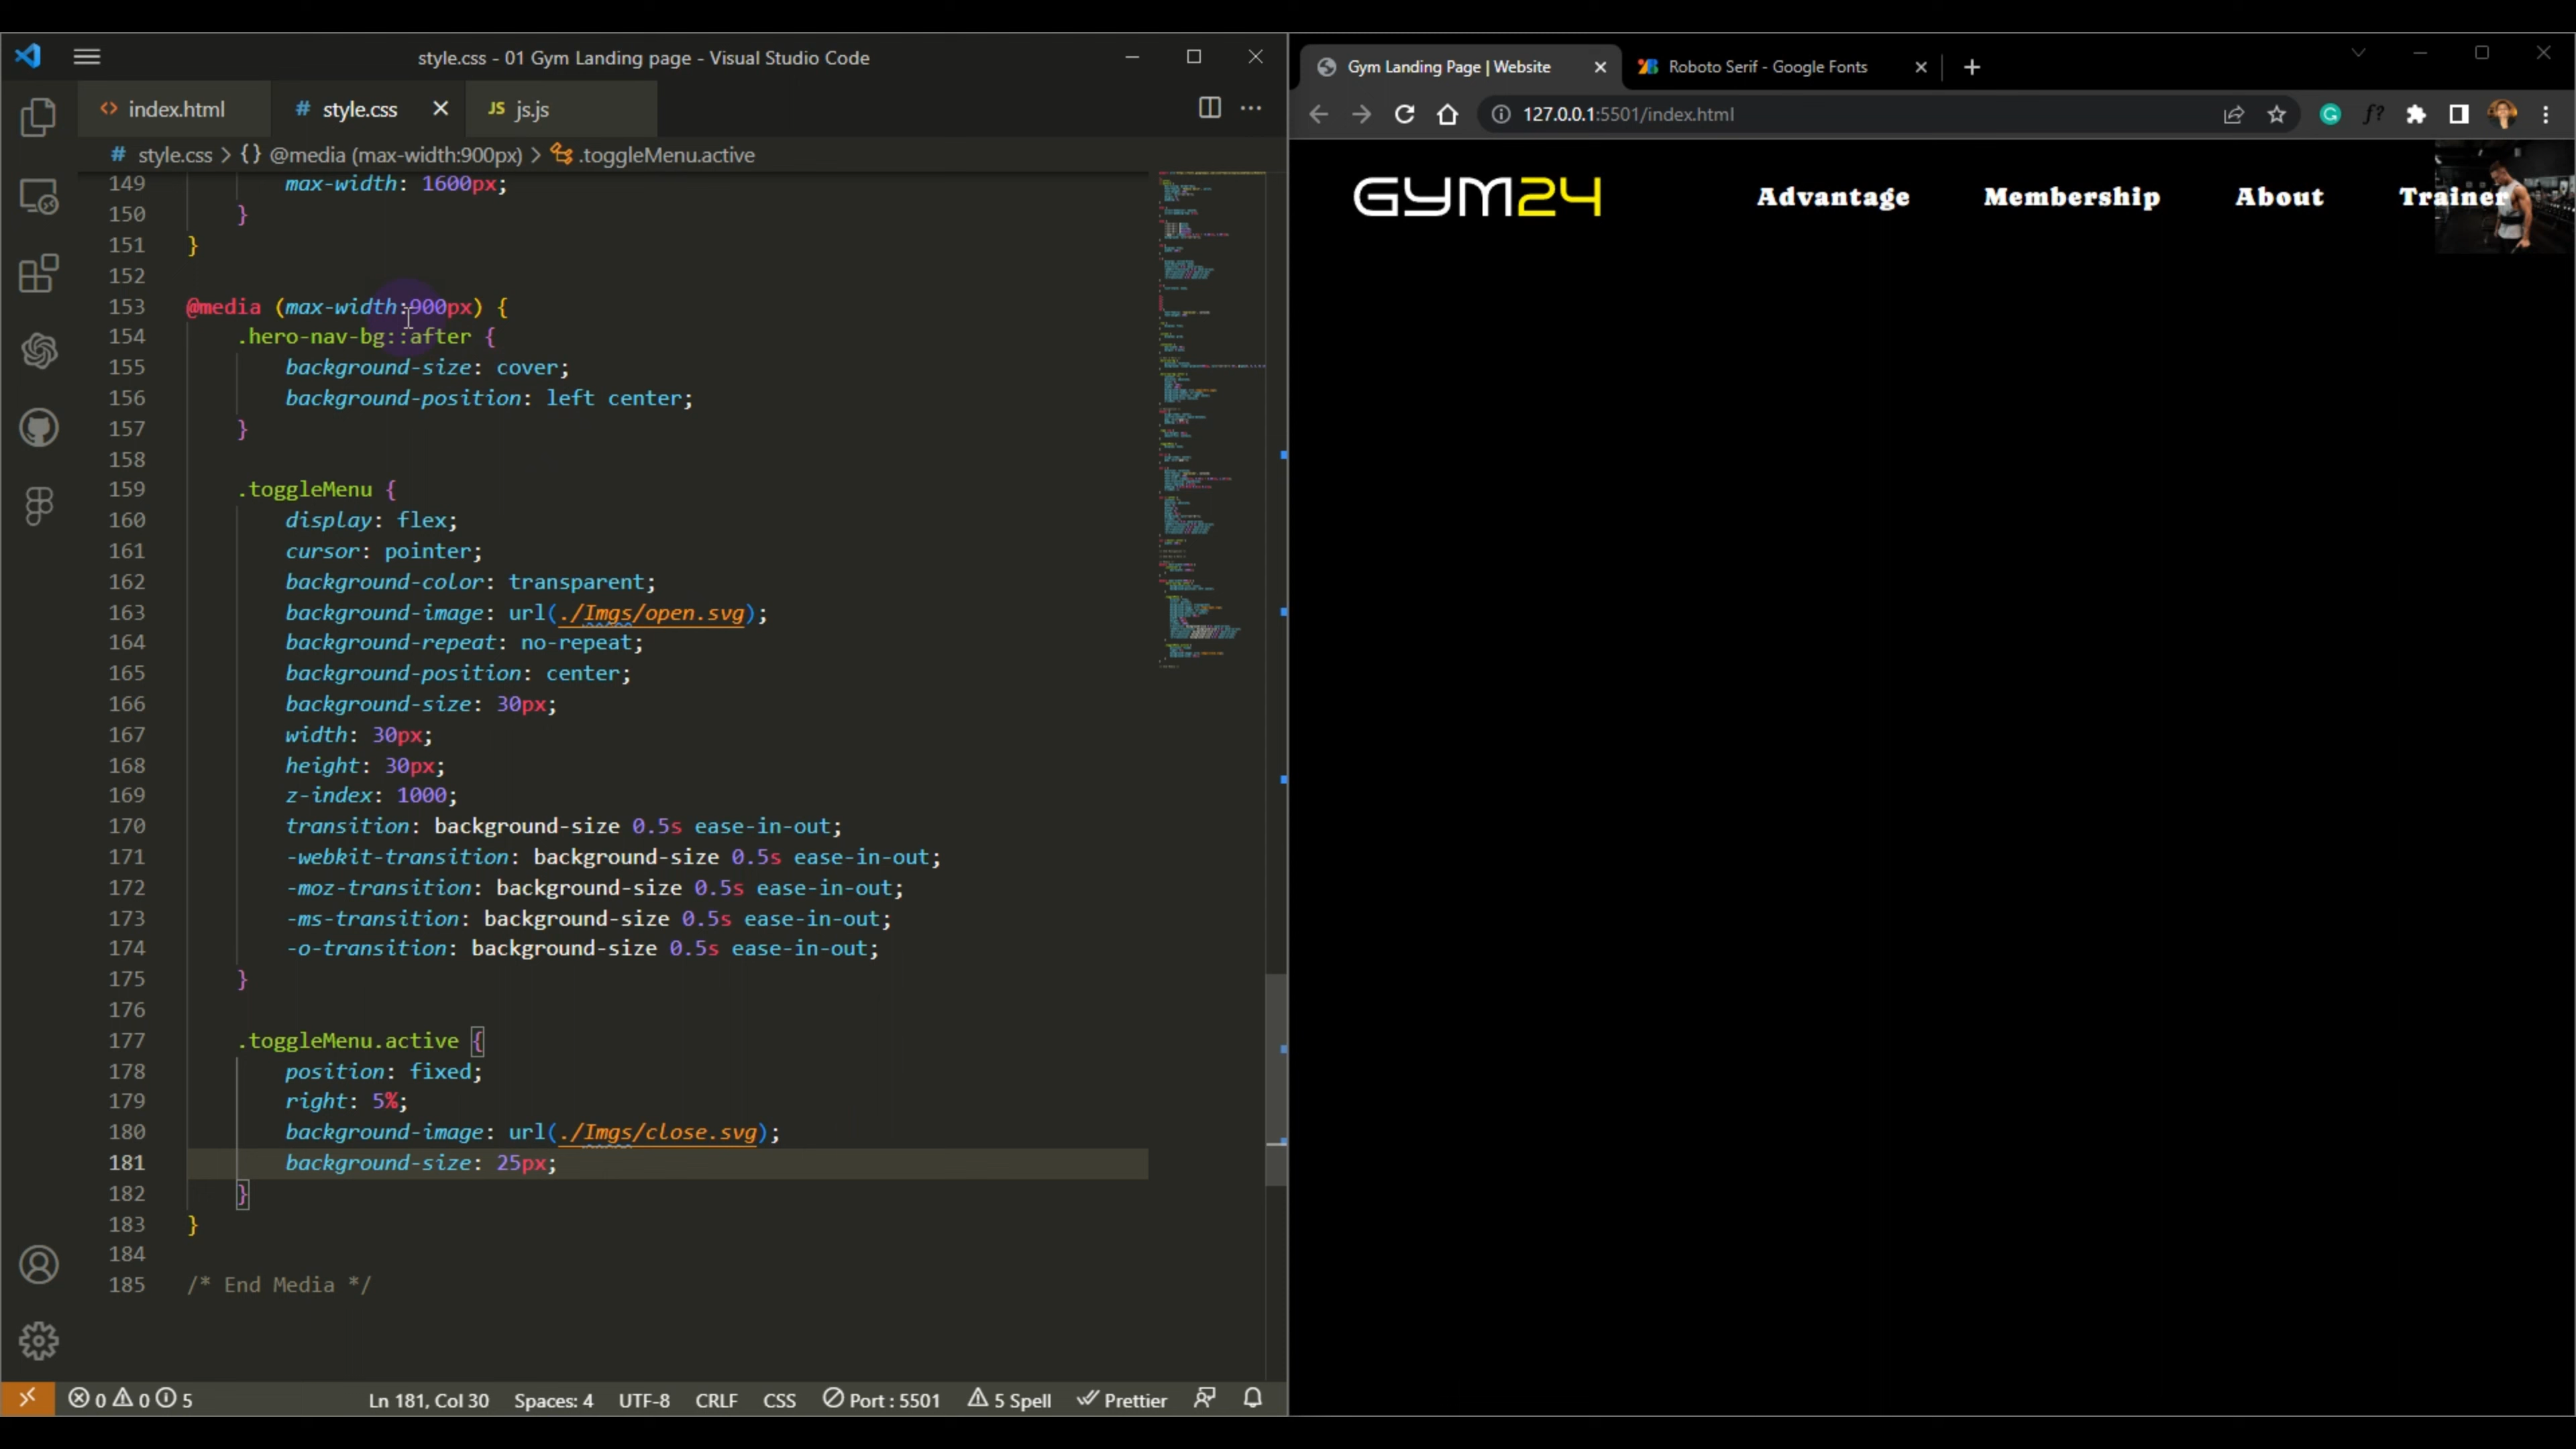 style.css - 01 Gym Landing page - Visual Studio Code
index.html
# style.css
JS js.js
# style.css > {} @media (max-width:900px) > .toggleMenu.active
149 max-width: 1600px;
150 }
151 }
152
153 @media (max-width:900px) {
154 .hero-nav-bg::after {
155 background-size: cover;
156 background-position: left center;
157 }
158
159 .toggleMenu {
160 display: flex;
161 cursor: pointer;
162 background-color: transparent;
163 background-image: url(./Imgs/open.svg);
164 background-repeat: no-repeat;
165 background-position: center;
166 background-size: 30px;
167 width: 30px;
168 height: 30px;
169 z-index: 1000;
170 transition: background-size 0.5s ease-in-out;
171 -webkit-transition: background-size 0.5s ease-in-out;
172 -moz-transition: background-size 0.5s ease-in-out;
173 -ms-transition: background-size 0.5s ease-in-out;
174 -o-transition: background-size 0.5s ease-in-out;
175 }
176
177 .toggleMenu.active {
178 position: fixed;
179 right: 5%;
180 background-image: url(./Imgs/close.svg);
181 background-size: 25px;
182 }
183 }
184
185 /* End Media */
0 0 5
Ln 181, Col 30 Spaces: 4 UTF-8 CRLF CSS Port : 5501 5 Spell Prettier
Gym Landing Page | Website
Roboto Serif - Google Fonts
127.0.0.1:5501/index.html
f?
GYM24
Advantage Membership About Trainer